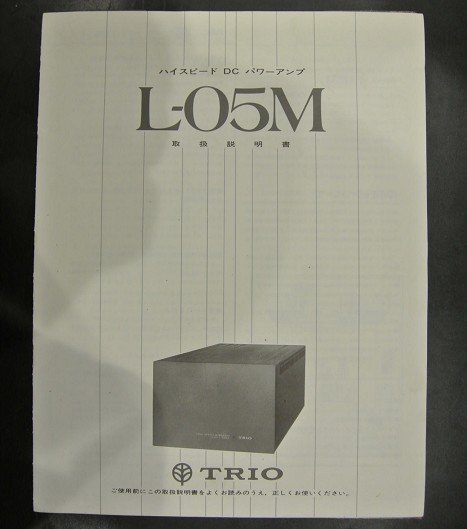 ハイスピード DC パワーアンプ
L-05M
取扱説明書
TRIO
ご使用前にこの取扱説明書をよくお読みのうえ，正しくお使いください。